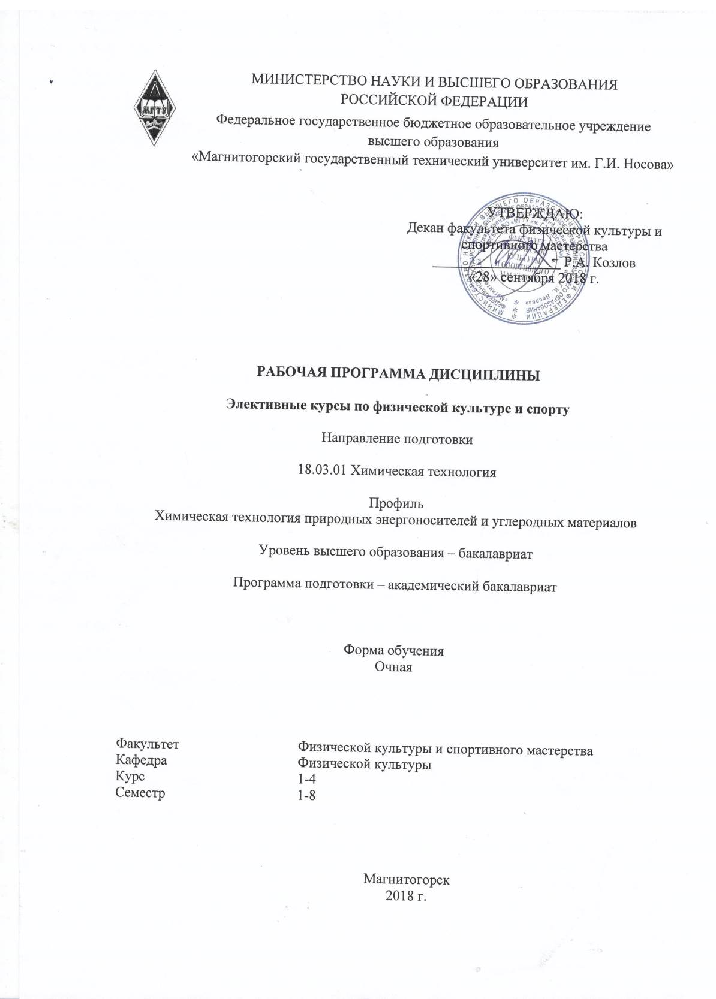 МГТУ
МИНИСТЕРСТВО НАУКИ И ВЫСШЕГО ОБРАЗОВАНИЯ
РОССИЙСКОЙ ФЕДЕРАЦИИ
Федеральное государственное бюджетное образовательное учреждение
высшего образования
«Магнитогорский государственный технический университет им. Г.И. Носова»
УТВЕРЖДАЮ:
Декан факультета физической культуры и
спортивного мастерства
Р.А. Козлов
«28» сентября 2018 г.
РАБОЧАЯ ПРОГРАММА ДИСЦИПЛИНЫ
Элективные курсы по физической культуре и спорту
Направление подготовки
18.03.01 Химическая технология
Профиль
Химическая технология природных энергоносителей и углеродных материалов
Уровень высшего образования – бакалавриат
Программа подготовки – академический бакалавриат
Форма обучения
Очная
Факультет Физической культуры и спортивного мастерства
Кафедра Физической культуры
Курс 1-4
Семестр 1-8
Магнитогорск
2018 г.